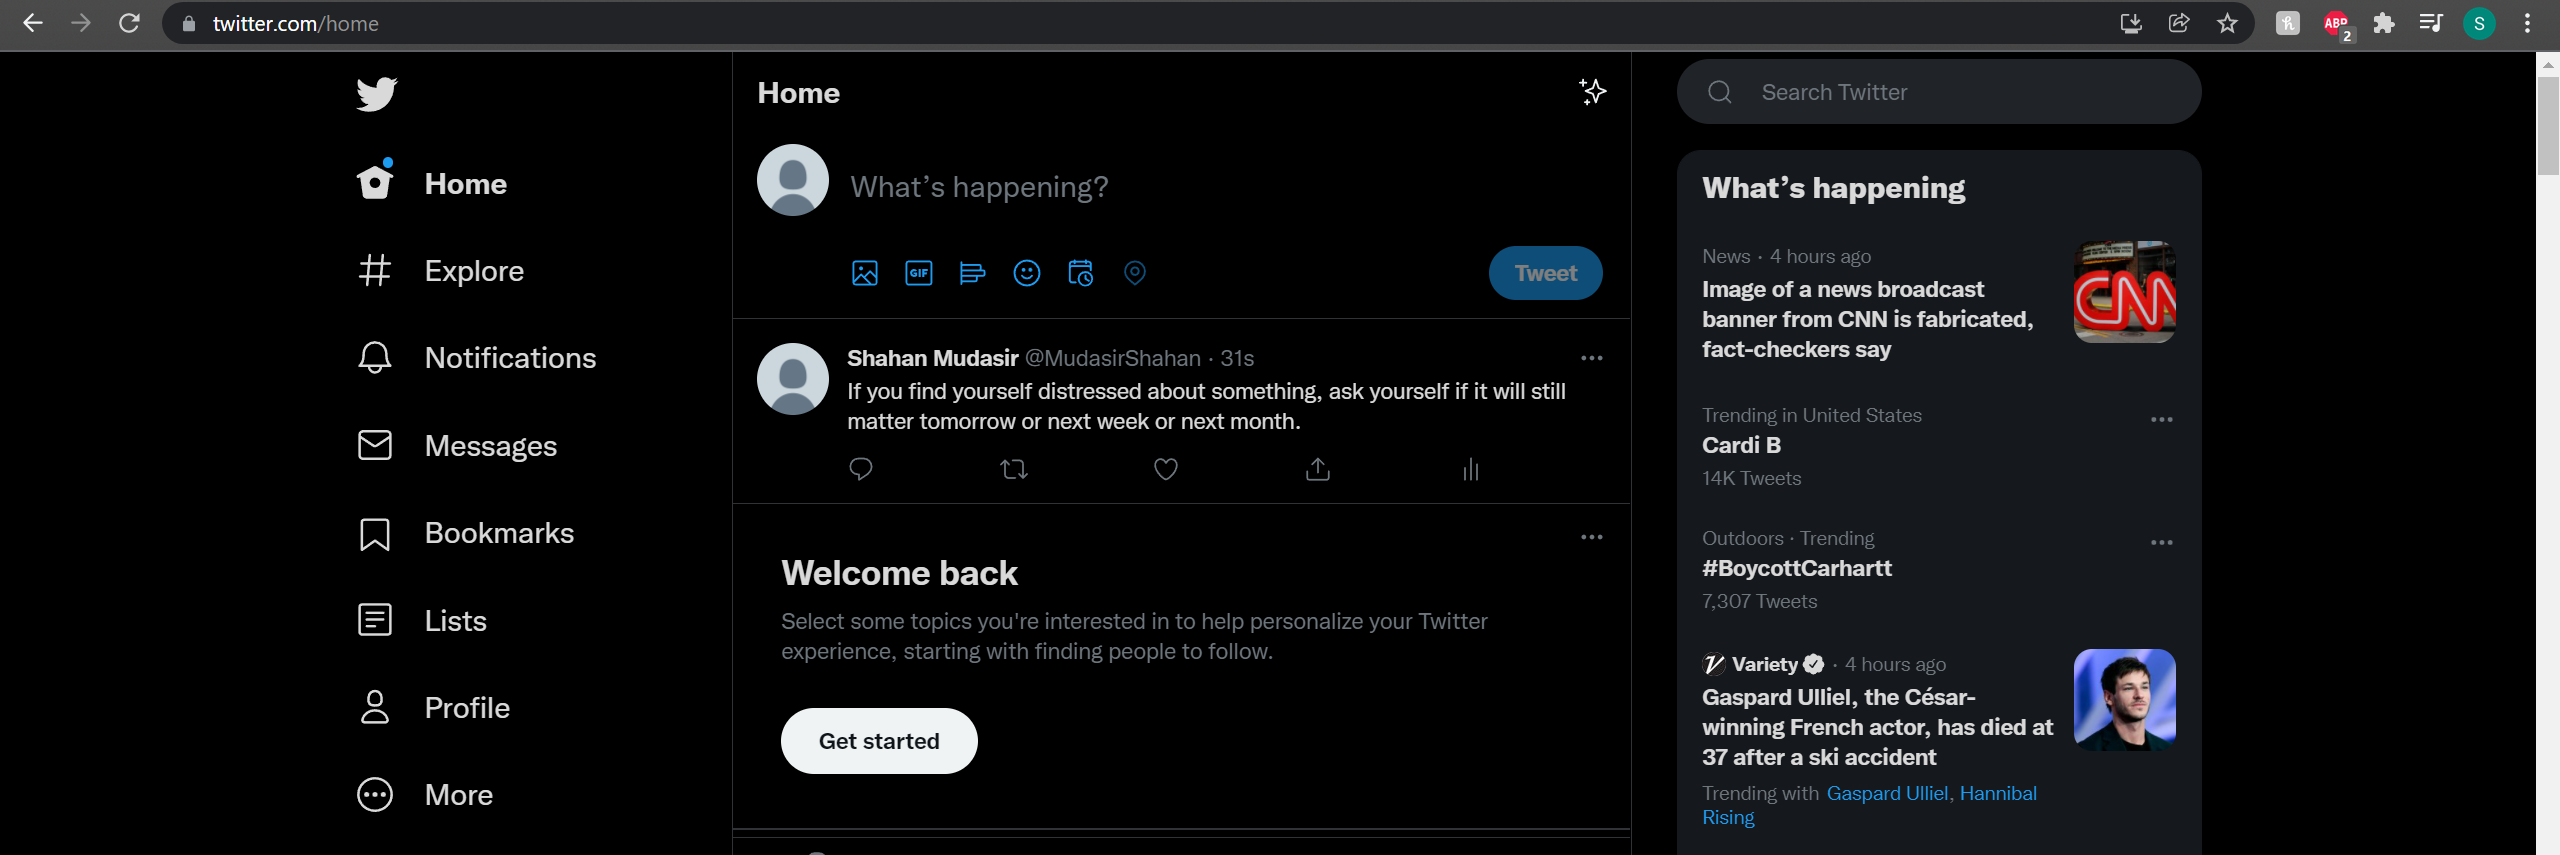 twitter.com/home
ABP
2
S
Home
Explore
Notifications
Messages
Bookmarks
Lists
Profile
More
Home
What's happening?
GIF
Tweet
Shahan Mudasir @MudasirShahan · 31s
If you find yourself distressed about something, ask yourself if it will still
matter tomorrow or next week or next month.
Welcome back
Select some topics you're interested in to help personalize your Twitter
experience, starting with finding people to follow.
Get started
Search Twitter
What's happening
News · 4 hours ago
Image of a news broadcast
banner from CNN is fabricated,
fact-checkers say
CNN
Trending in United States
Cardi B
14K Tweets
Outdoors · Trending
#BoycottCarhartt
7,307 Tweets
V Variety · 4 hours ago
Gaspard Ulliel, the César-
winning French actor, has died at
37 after a ski accident
Trending with Gaspard Ulliel, Hannibal
Rising